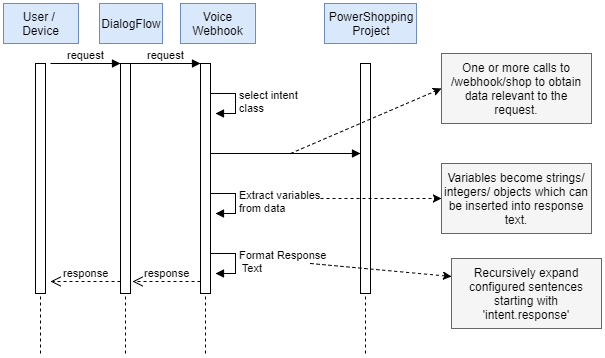 User /
Device
DialogFlow
Voice
Webhook
PowerShopping
Project
request
request
One or more calls to
/webhook/shop to obtain
data relevant to the
request.
select intent
class
Extract variables
from data
Variables become strings/
integers/ objects which can
be inserted into response
text.
Format Response
Text
response
response
Recursively expand
configured sentences
starting with
'intent.response'